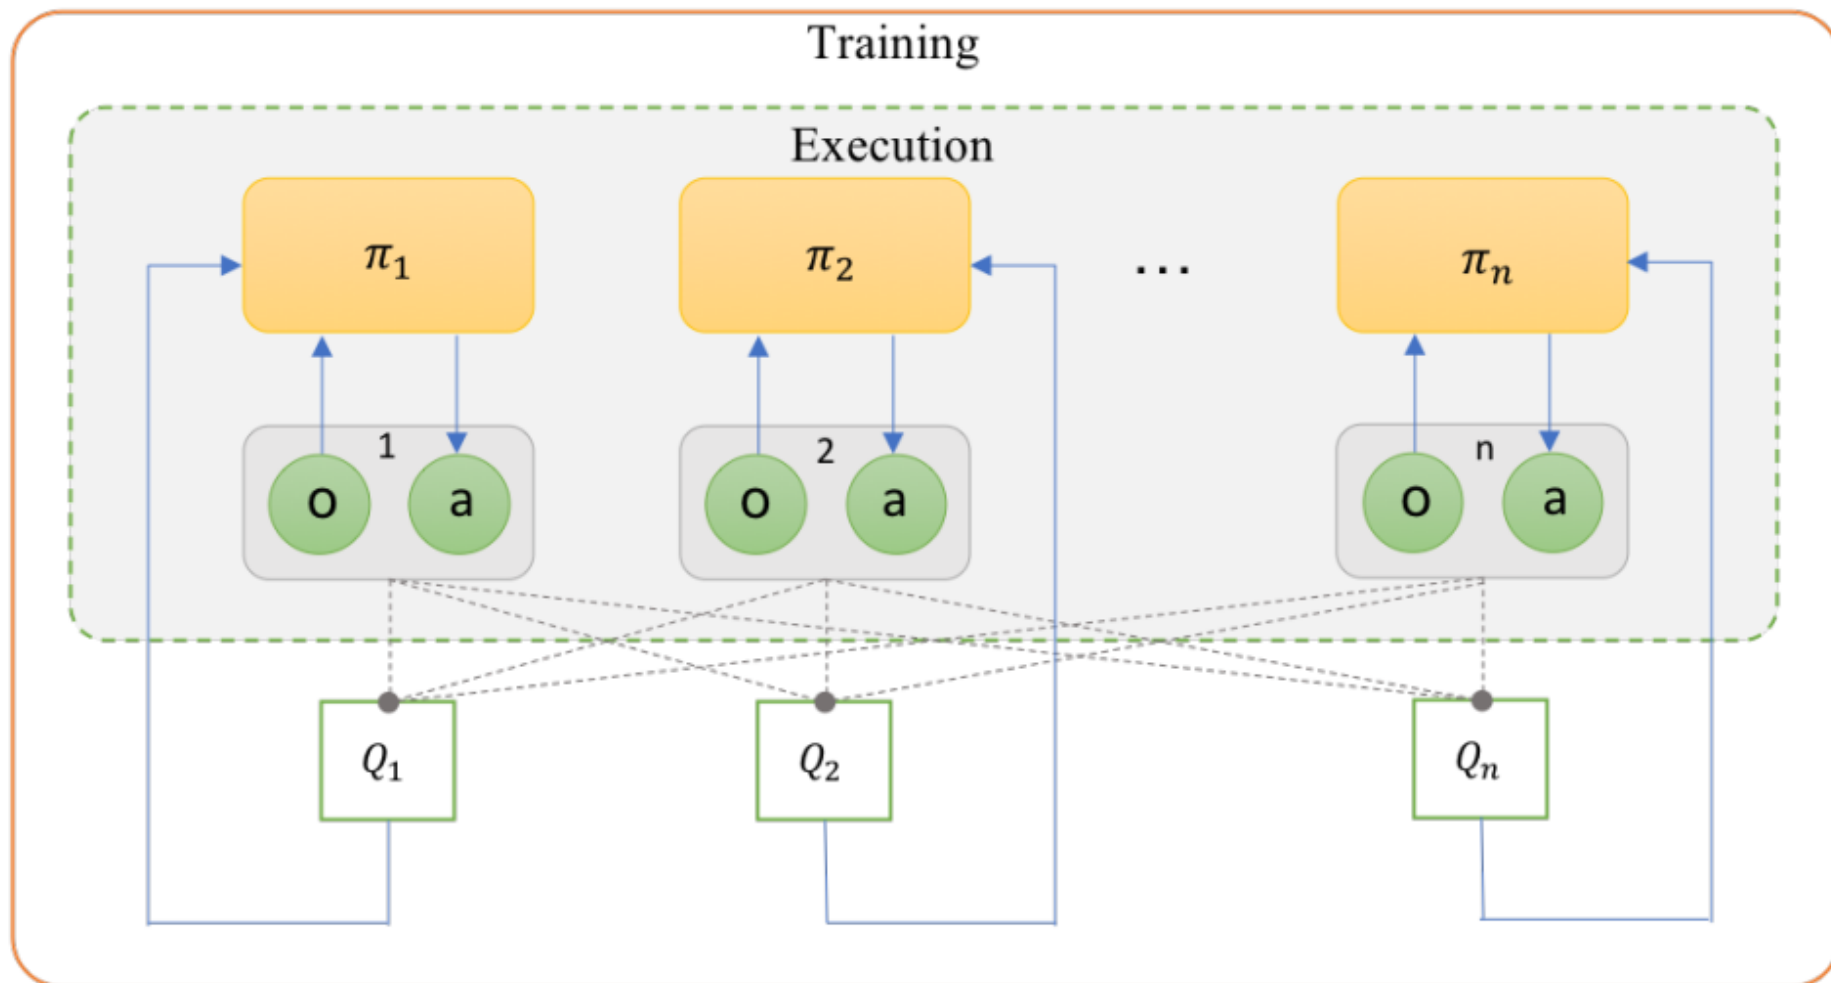 Training
Execution
π₁ π₂ … πₙ
1 2 n
o a o a o a
Q₁ Q₂ Qₙ